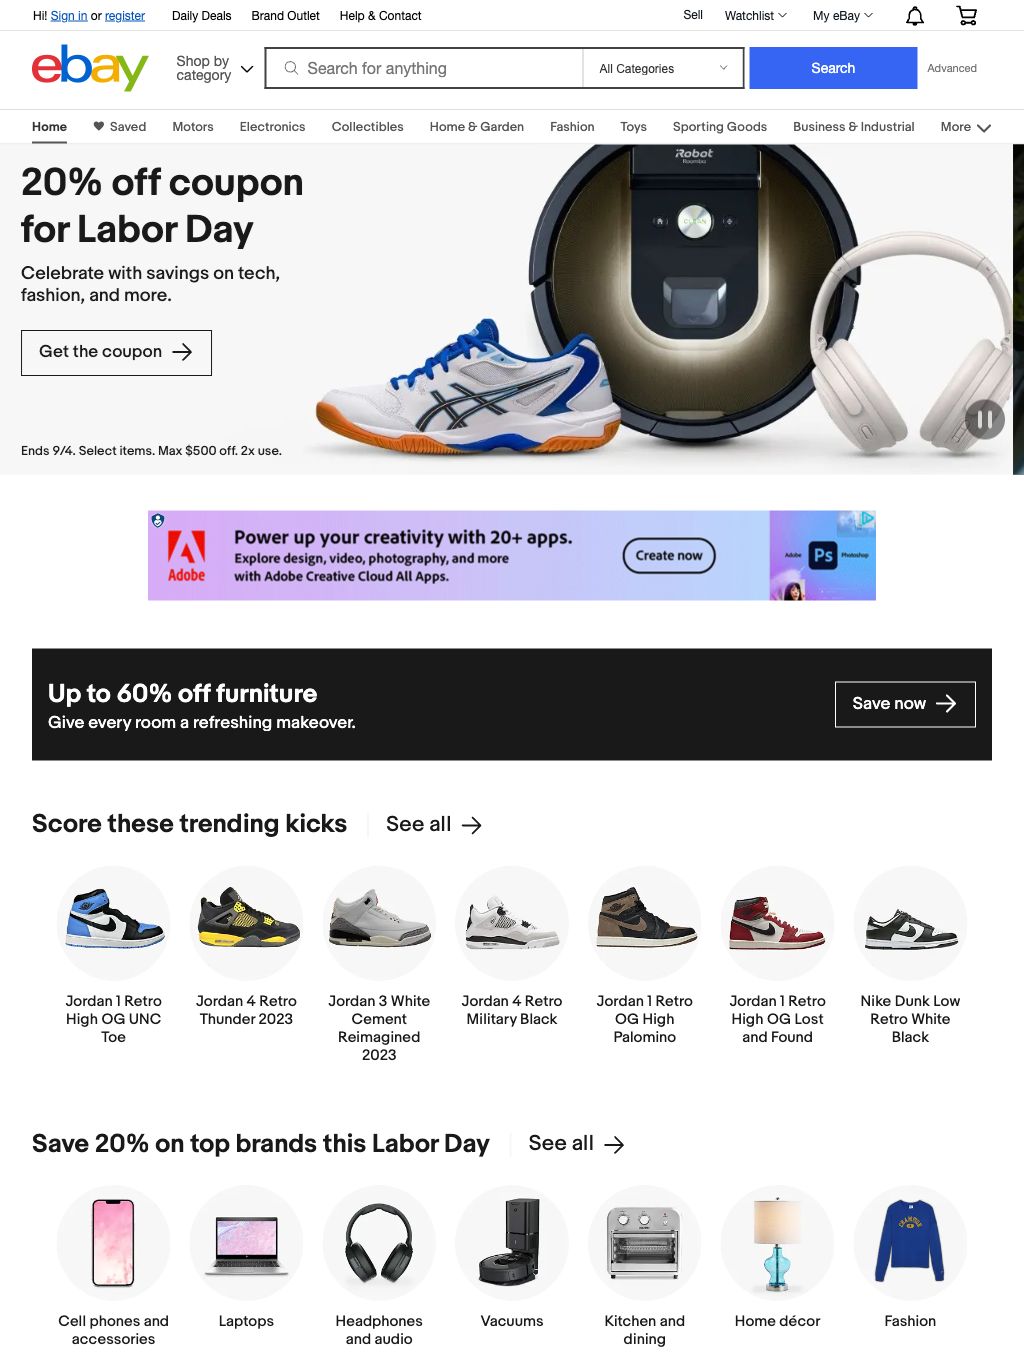 Hi! Sign in or register
Daily Deals
Brand Outlet
Help & Contact
Sell
Watchlist
My eBay
ebay
Shop by
category
Search for anything
All Categories
Search
Advanced
Home
Saved
Motors
Electronics
Collectibles
Home & Garden
Fashion
Toys
Sporting Goods
Business & Industrial
More
20% off coupon
for Labor Day
Celebrate with savings on tech,
fashion, and more.
Get the coupon
Ends 9/4. Select items. Max $500 off. 2x use.
iRobot
Roomba
CLEAN
Adobe
Power up your creativity with 20+ apps.
Explore design, video, photography, and more
with Adobe Creative Cloud All Apps.
Create now
Adobe
Ps
Photoshop
Up to 60% off furniture
Give every room a refreshing makeover.
Save now
Score these trending kicks
See all
Jordan 1 Retro
High OG UNC
Toe
Jordan 4 Retro
Thunder 2023
Jordan 3 White
Cement
Reimagined
2023
Jordan 4 Retro
Military Black
Jordan 1 Retro
OG High
Palomino
Jordan 1 Retro
High OG Lost
and Found
Nike Dunk Low
Retro White
Black
Save 20% on top brands this Labor Day
See all
Cell phones and
accessories
Laptops
Headphones
and audio
Vacuums
Kitchen and
dining
Home décor
Fashion